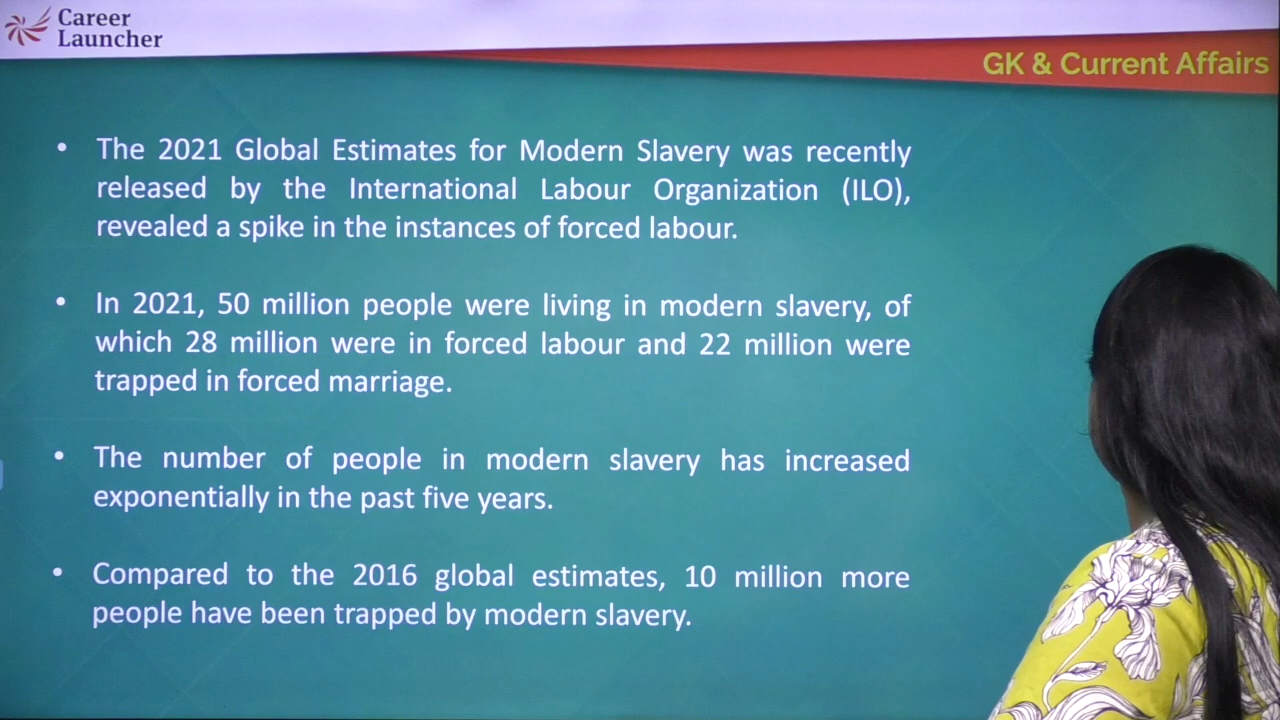 Career
Launcher
GK & Current Affairs
• The 2021 Global Estimates for Modern Slavery was recently
released by the International Labour Organization (ILO),
revealed a spike in the instances of forced labour.
• In 2021, 50 million people were living in modern slavery, of
which 28 million were in forced labour and 22 million were
trapped in forced marriage.
• The number of people in modern slavery has increased
exponentially in the past five years.
• Compared to the 2016 global estimates, 10 million more
people have been trapped by modern slavery.